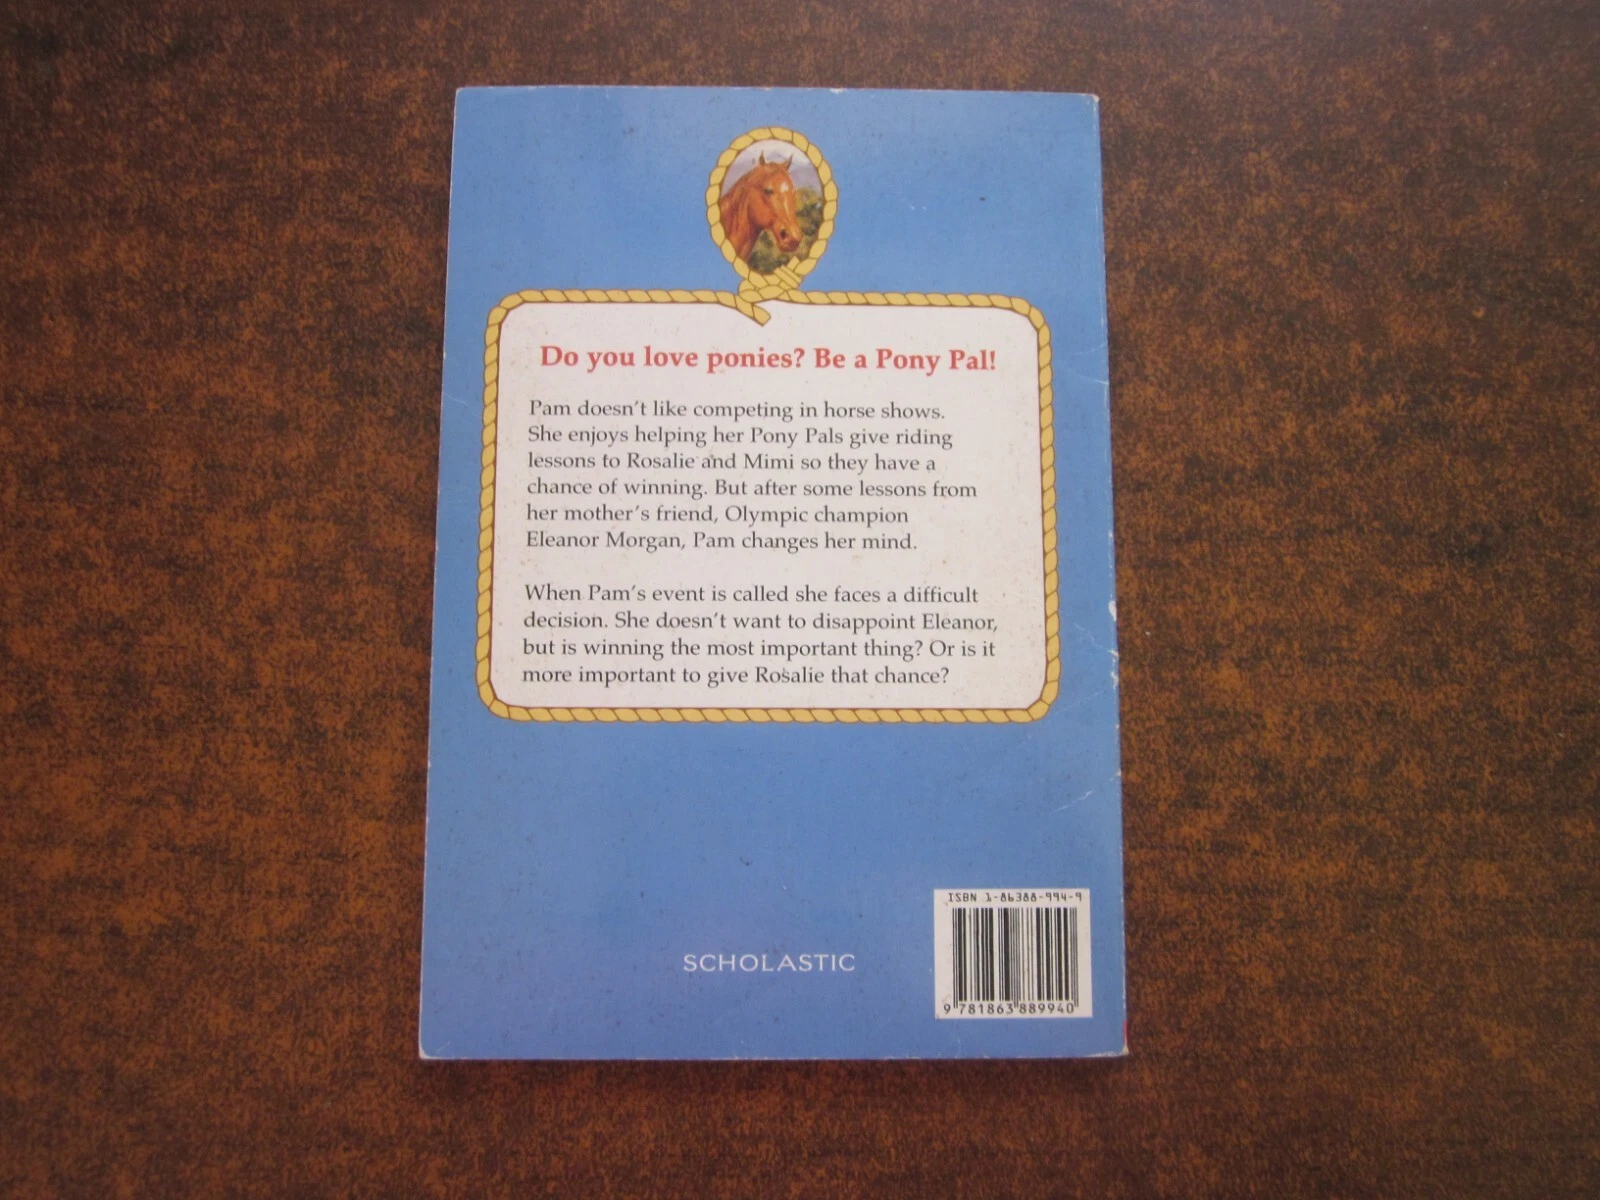 Do you love ponies? Be a Pony Pal!
Pam doesn't like competing in horse shows.
She enjoys helping her Pony Pals give riding
lessons to Rosalie and Mimi so they have a
chance of winning. But after some lessons from
her mother's friend, Olympic champion
Eleanor Morgan, Pam changes her mind.
When Pam's event is called she faces a difficult
decision. She doesn't want to disappoint Eleanor,
but is winning the most important thing? Or is it
more important to give Rosalie that chance?
SCHOLASTIC
ISBN 1-86388-994-9
9 781863 889940